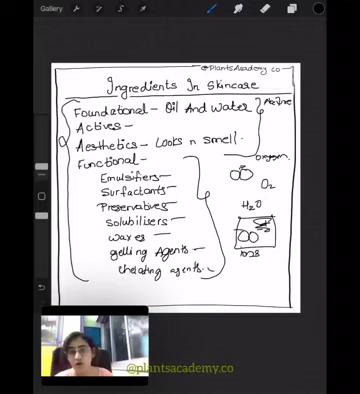 Gallery
@PlantsAcademy.co
Ingredients In Skincare
Foundational - Oil And Water
Actives -
Aesthetics - Looks n smell.
Functional -
Oxygen
Emulsifiers
Surfactants
O2
Preservatives
H2O
Solubilisers
Waxes
gelling Agents
chelating agents
@plantsacademy.co